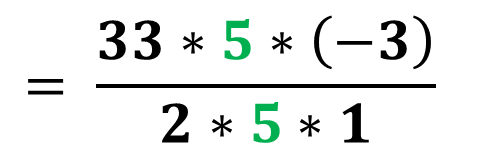 33 * 5 * (−3)
=
2 * 5 * 1